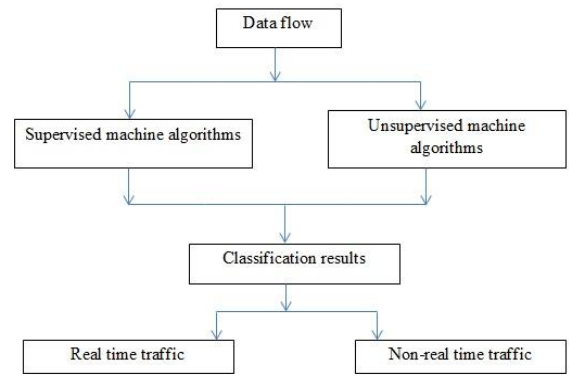 Data flow
Supervised machine algorithms
Unsupervised machine
algorithms
Classification results
Real time traffic
Non-real time traffic